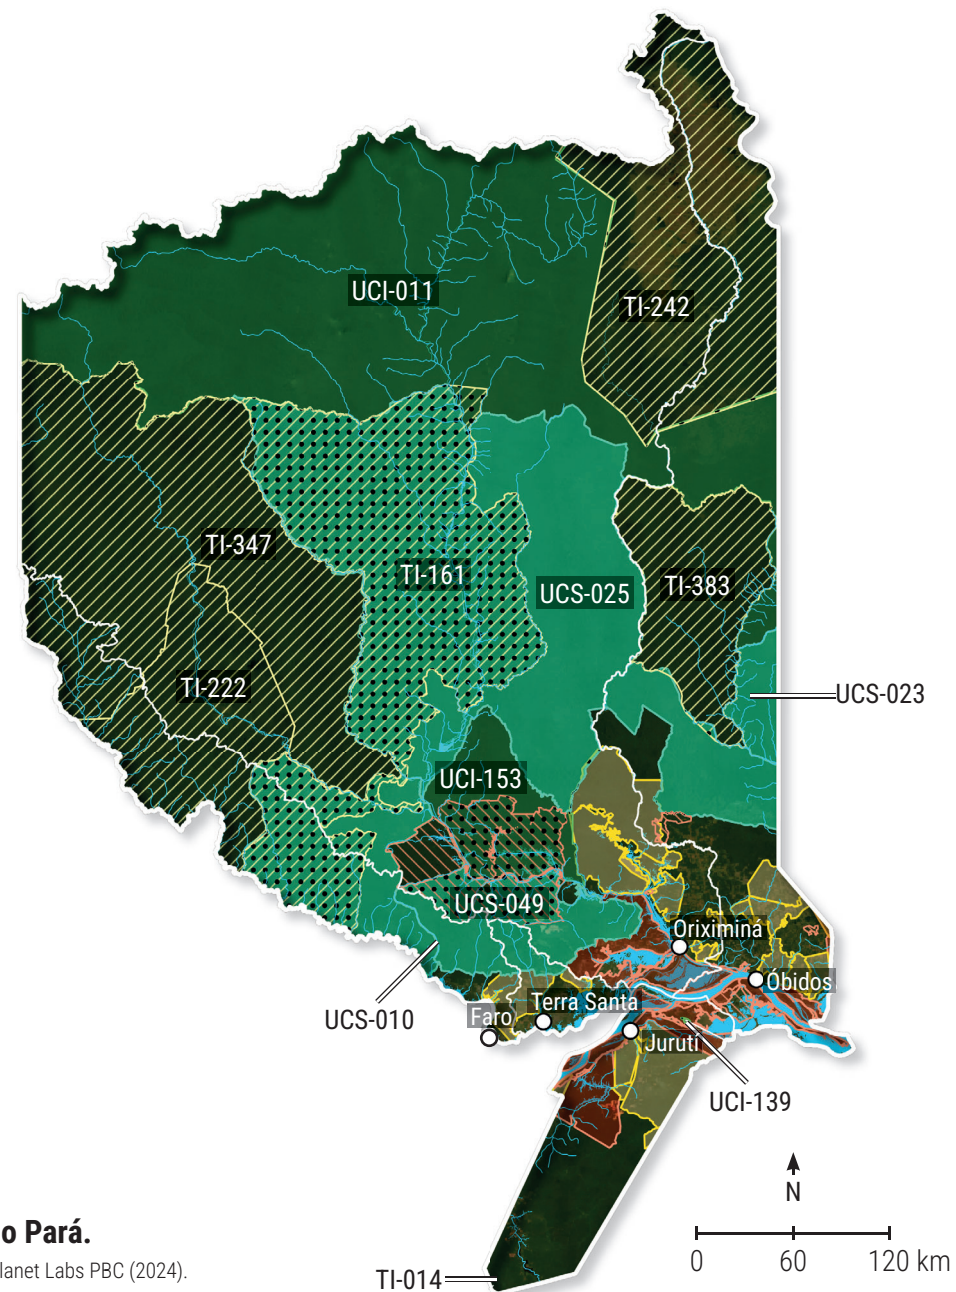 UCI-011
TI-242
TI-347
TI-161
UCS-025
TI-383
TI-222
UCS-023
UCI-153
UCS-049
Oriximiná
Óbidos
UCS-010
Faro
Terra Santa
Jurutí
UCI-139
N
0 60 120 km
o Pará.
lanet Labs PBC (2024).
TI-014